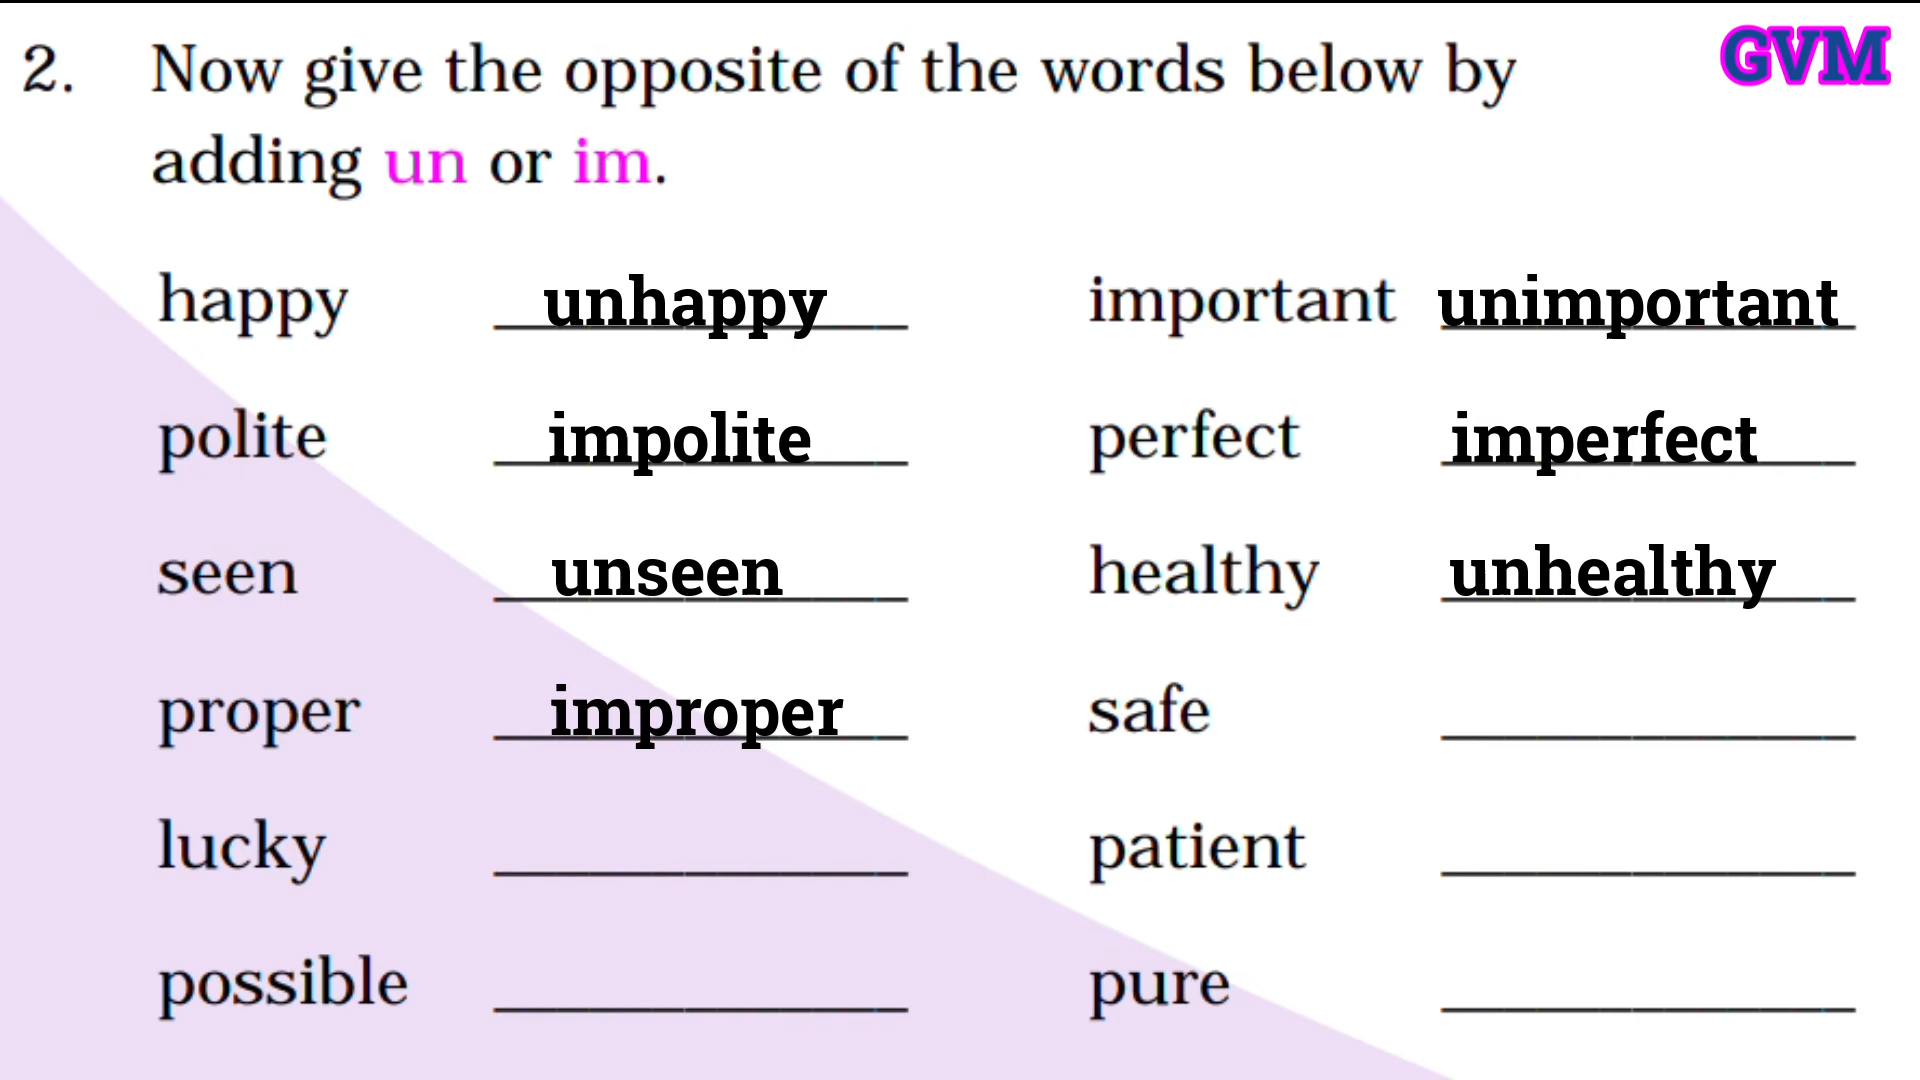 2. Now give the opposite of the words below by
adding un or im.
GVM
happy unhappy important unimportant
polite impolite perfect imperfect
seen unseen healthy unhealthy
proper improper safe
lucky patient
possible pure